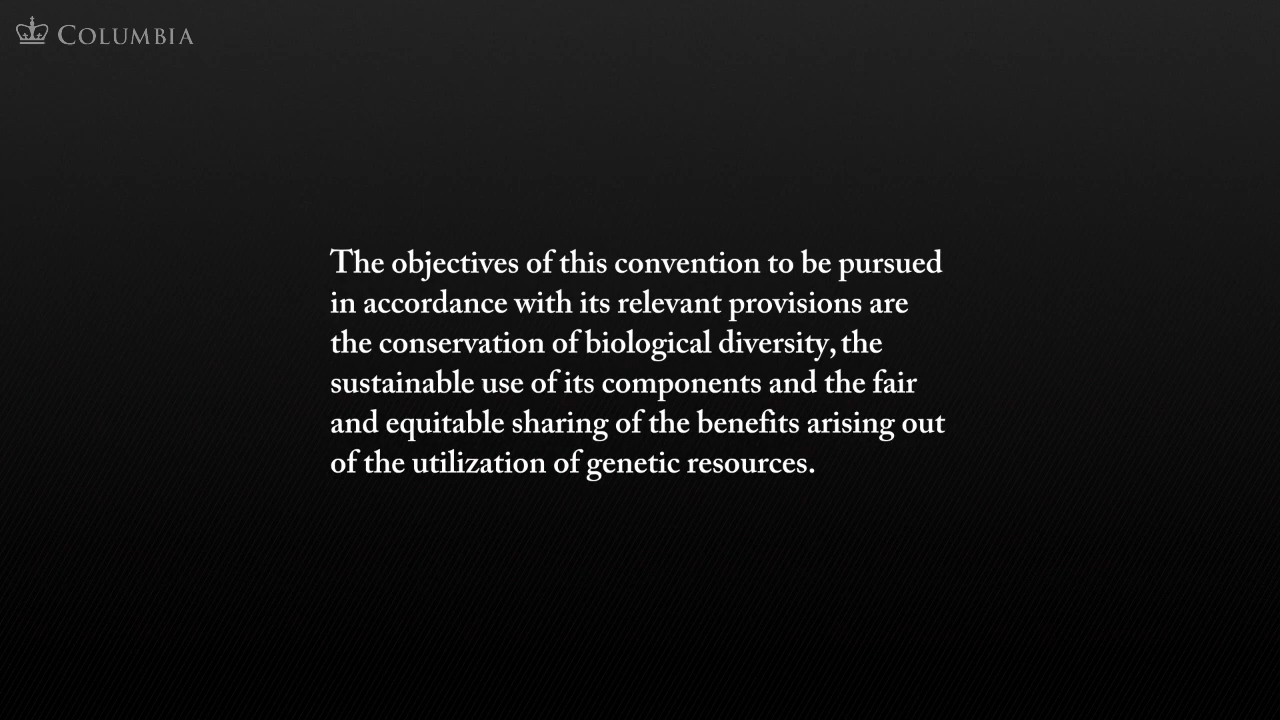 COLUMBIA
The objectives of this convention to be pursued
in accordance with its relevant provisions are
the conservation of biological diversity, the
sustainable use of its components and the fair
and equitable sharing of the benefits arising out
of the utilization of genetic resources.